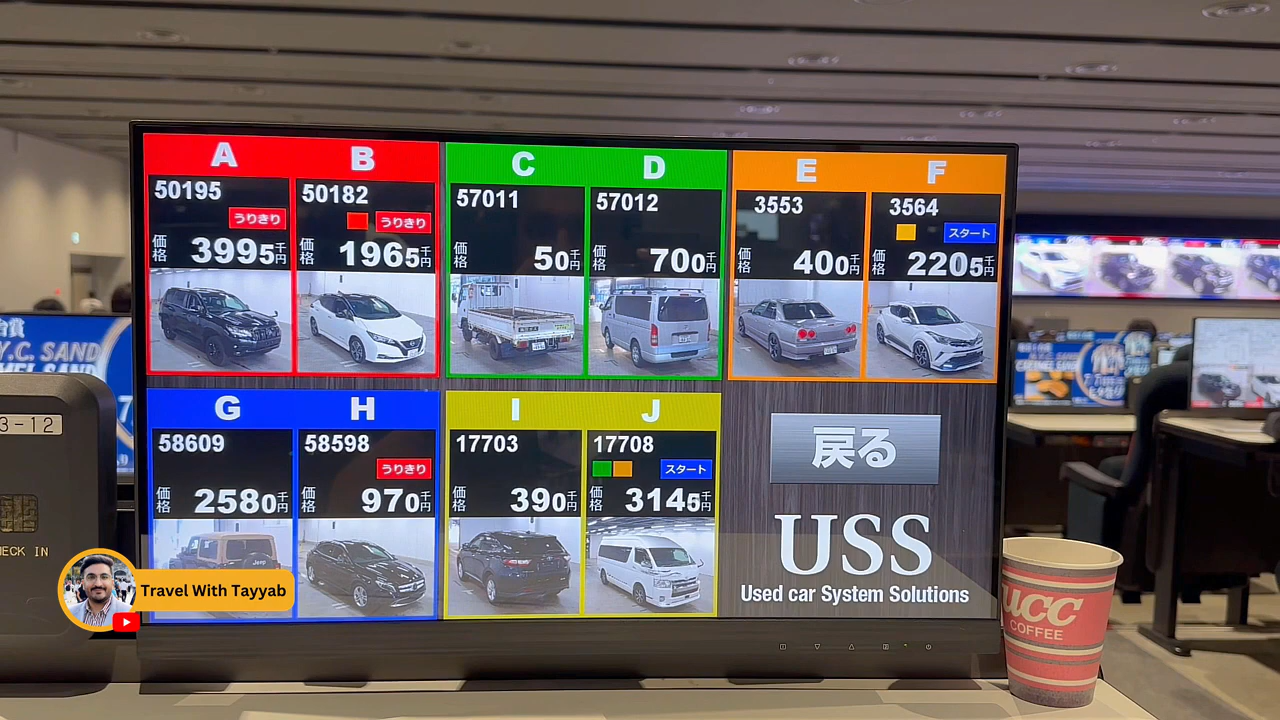 A
B
50195
うりきり
価格 3995千円
50182
うりきり
価格 1965千円
C
D
57011
価格 50千円
57012
価格 700千円
E
F
3553
価格 400千円
3564
スタート
価格 2205千円
G
H
58609
価格 2580千円
58598
うりきり
価格 970千円
I
J
17703
価格 390千円
17708
スタート
価格 3145千円
Jeep
戻る
USS
Used car System Solutions
Y.C. SAND
3-12
HECK IN
Travel With Tayyab
UCC
COFFEE